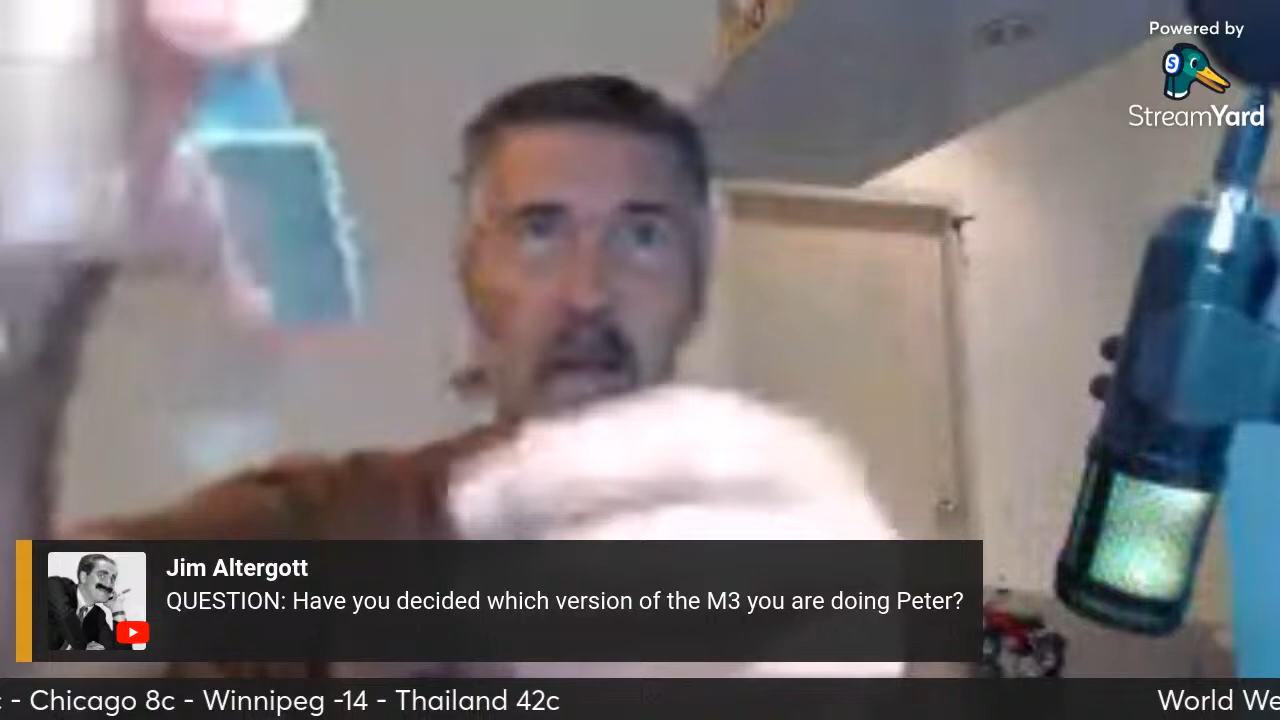 Powered by
StreamYard
Jim Altergott
QUESTION: Have you decided which version of the M3 you are doing Peter?
- Chicago 8c - Winnipeg -14 - Thailand 42c
World We